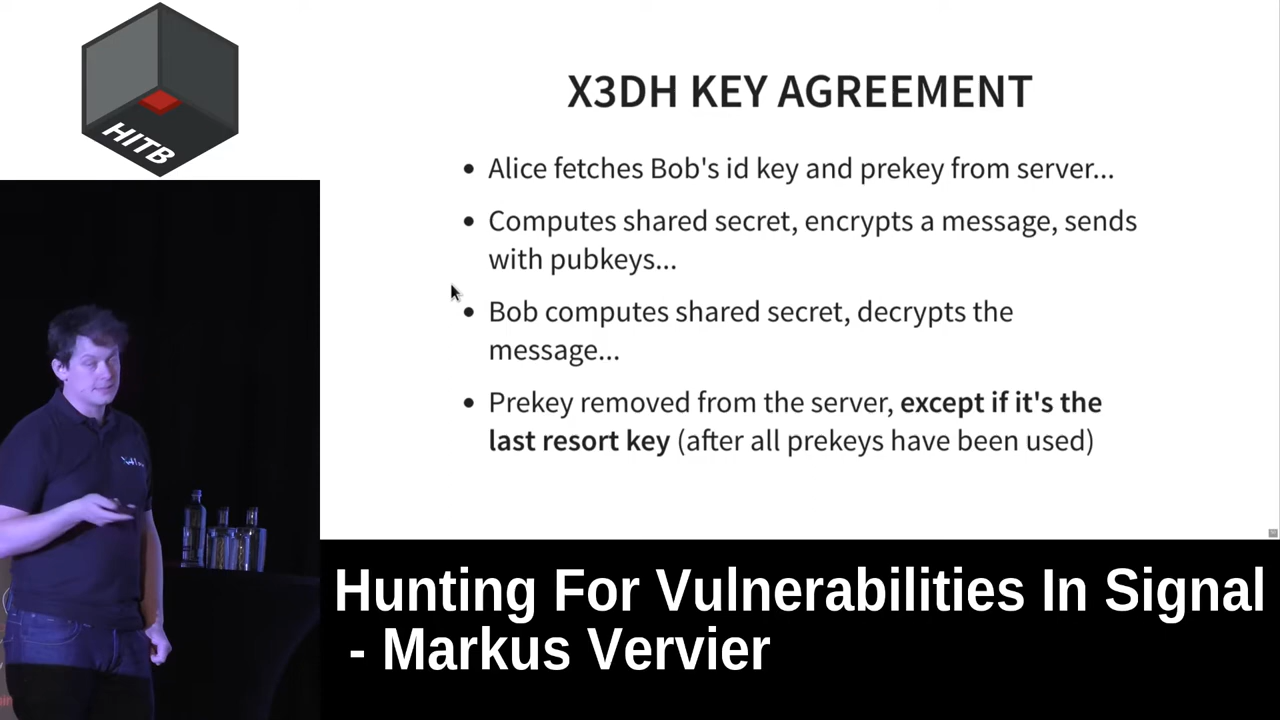 HITB
X3DH KEY AGREEMENT
• Alice fetches Bob's id key and prekey from server...
• Computes shared secret, encrypts a message, sends
with pubkeys...
• Bob computes shared secret, decrypts the
message...
• Prekey removed from the server, except if it's the
last resort key (after all prekeys have been used)
Hunting For Vulnerabilities In Signal
- Markus Vervier